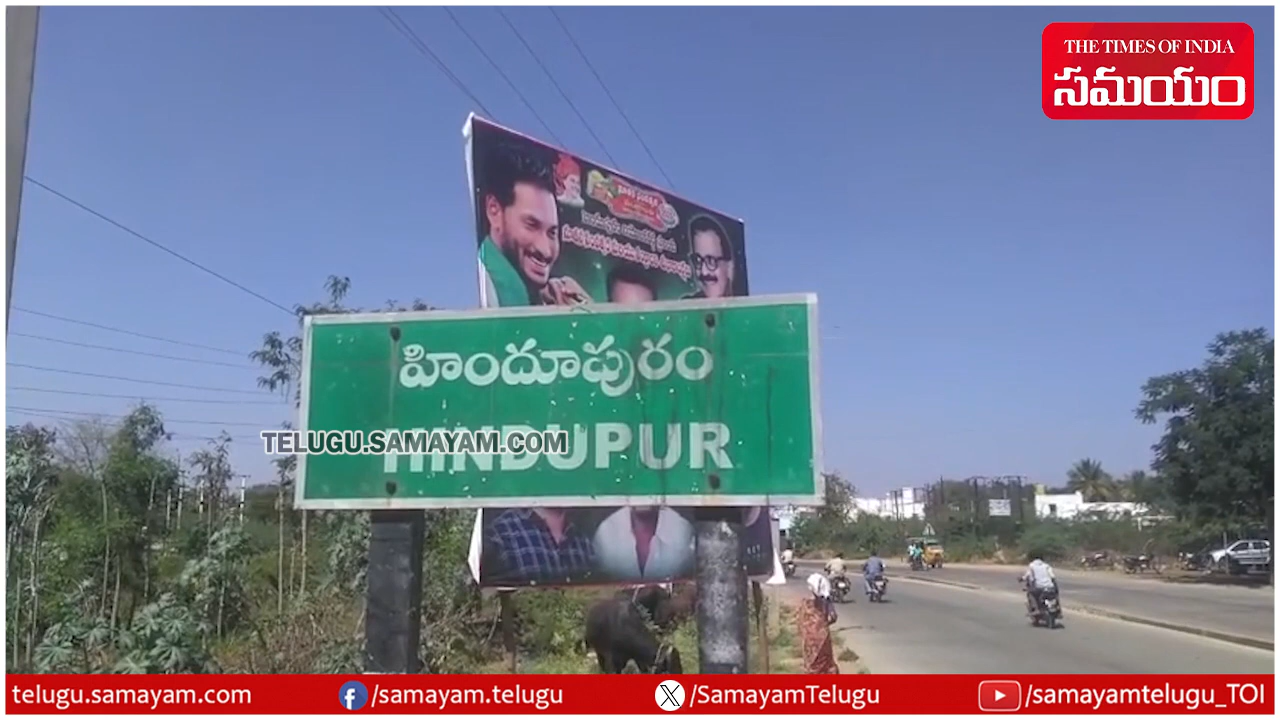 THE TIMES OF INDIA
సమయం
హిందూపురం
HINDUPUR
TELUGU.SAMAYAM.COM
telugu.samayam.com
/samayam.telugu
/SamayamTelugu
/samayamtelugu_TOI